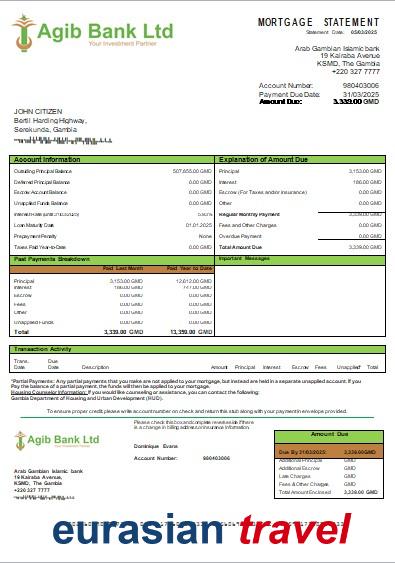 Agib Bank Ltd
Your Investment Partner
MORTGAGE STATEMENT
Statement Date: 05/03/2025
Arab Gambian Islamic bank
19 Kairaba Avenue
KSMD, The Gambia
+220 327 7777
Account Number: 980403006
Payment Due Date: 31/03/2025
Amount Due: 3,339.00 GMD
JOHN CITIZEN
Bertil Harding Highway,
Serekunda, Gambia
Account Information
Outstanding Principal Balance 507,655.00 GMD
Deferred Principal Balance 0.00 GMD
Escrow Account Balance 0.00 GMD
Unapplied Funds Balance 0.00 GMD
Interest Rate (until 21/03/2025)
Loan Maturity Date 01.01.2025
Prepayment Penalty None
Taxes Paid Year-to-Date 0.00 GMD
Explanation of Amount Due
Principal 3,153.00 GMD
Interest 186.00 GMD
Escrow (For Taxes and/or Insurance) 0.00 GMD
Other 0.00 GMD
Regular Monthly Payment 3,339.00 GMD
Fees and Other Charges 0.00 GMD
Overdue Payment 0.00 GMD
Total Amount Due 3,339.00 GMD
Past Payments Breakdown
Paid Last Month Paid Year to Date
Principal 3,153.00 GMD 12,612.00 GMD
Interest 186.00 GMD 747.00 GMD
Escrow 0.00 GMD 0.00 GMD
Fees 0.00 GMD 0.00 GMD
Other 0.00 GMD 0.00 GMD
Unapplied Funds 0.00 GMD 0.00 GMD
Total 3,339.00 GMD 13,359.00 GMD
Important Messages
Transaction Activity
Trans. Date Due Date Description Amount Principal Interest Escrow Fees Unapplied* Total
*Partial Payments: Any partial payments that you make are not applied to your mortgage, but instead are held in a separate unapplied account. If you
Pay the balance of a partial payment, the funds will then be applied to your mortgage.
Housing Counselor Information: If you would like counseling or assistance, you can contact the following:
Gambia Department of Housing and Urban Development (HUD).
To ensure proper credit please write account number on check and return this stub along with your payment in envelope provided.
Agib Bank Ltd
Please check this box and complete reverse side if there
is a change in billing address, or insurance information.
Dominique Evans
Account Number: 980403006
Arab Gambian Islamic bank
19 Kairaba Avenue
KSMD, The Gambia
+220 327 7777
Amount Due
Due By 31/03/2025: 3,339.00 GMD
Additional Principal GMD
Additional Escrow GMD
Late Charges GMD
Fees & Other Charges GMD
Total Amount Enclosed 3,339.00 GMD
eurasian travel